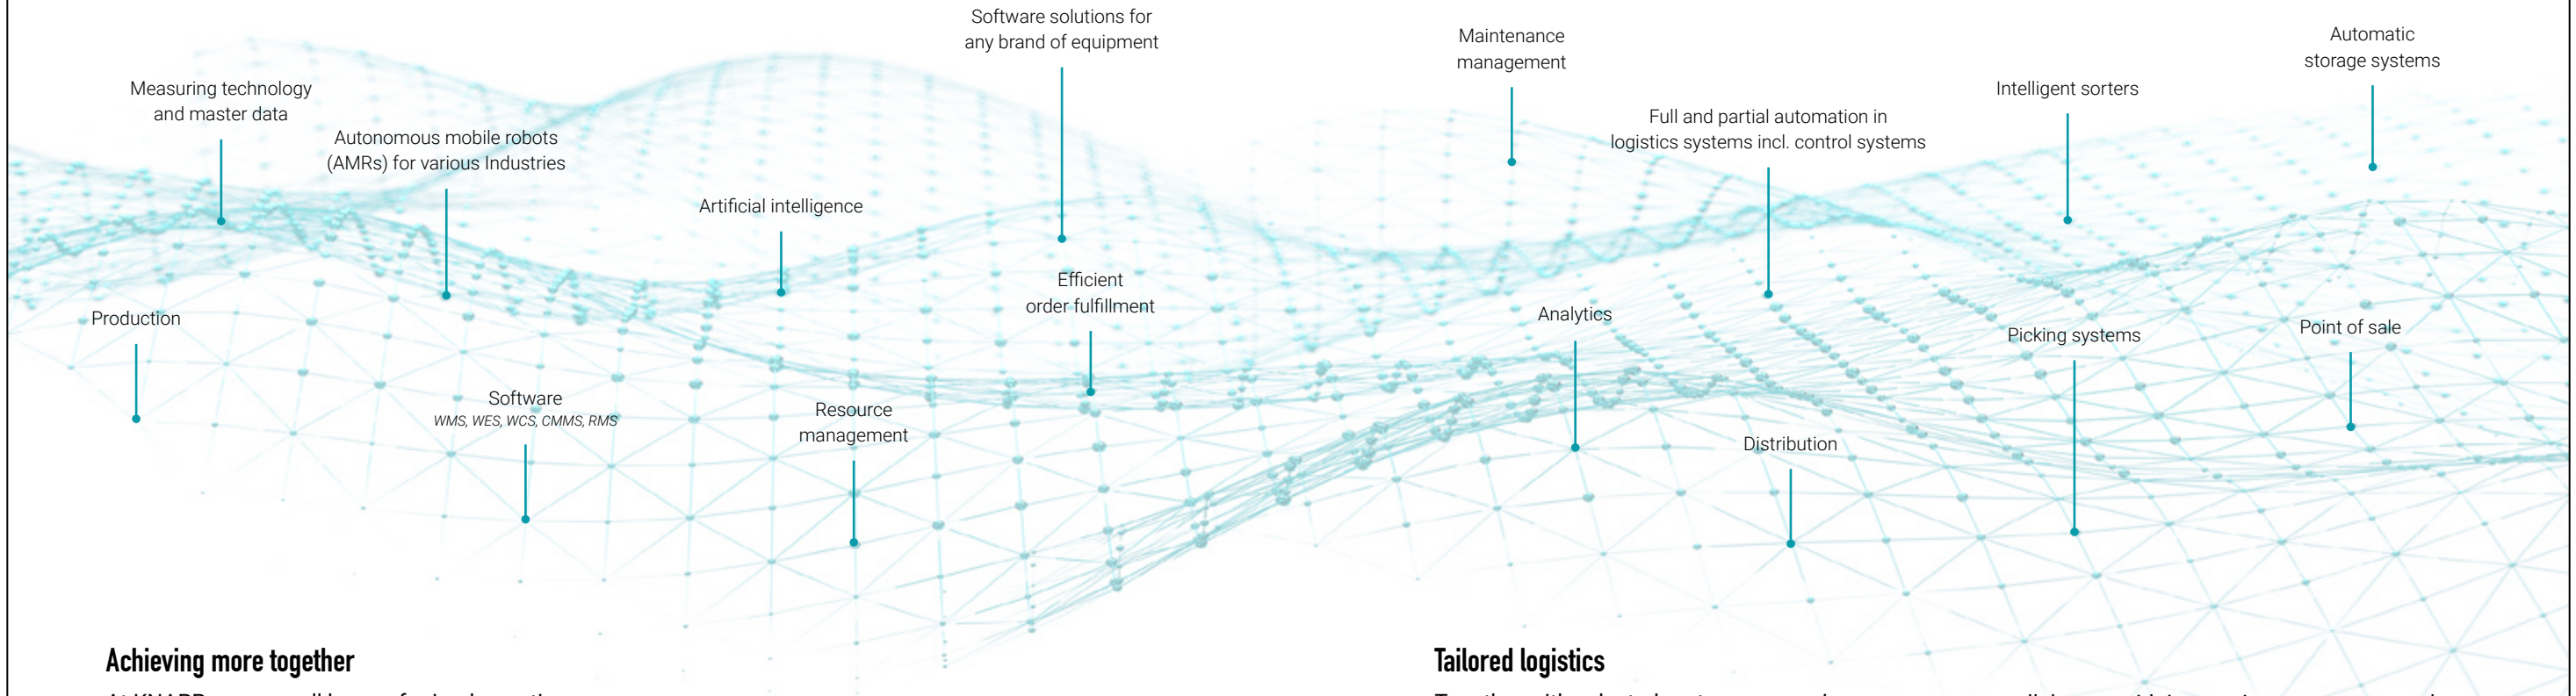 Software solutions for
any brand of equipment
Maintenance
management
Automatic
storage systems
Measuring technology
and master data
Intelligent sorters
Autonomous mobile robots
(AMRs) for various Industries
Full and partial automation in
logistics systems incl. control systems
Artificial intelligence
Efficient
order fulfillment
Production
Analytics
Picking systems
Point of sale
Software
WMS, WES, WCS, CMMS, RMS
Resource
management
Distribution
Achieving more together
Tailored logistics